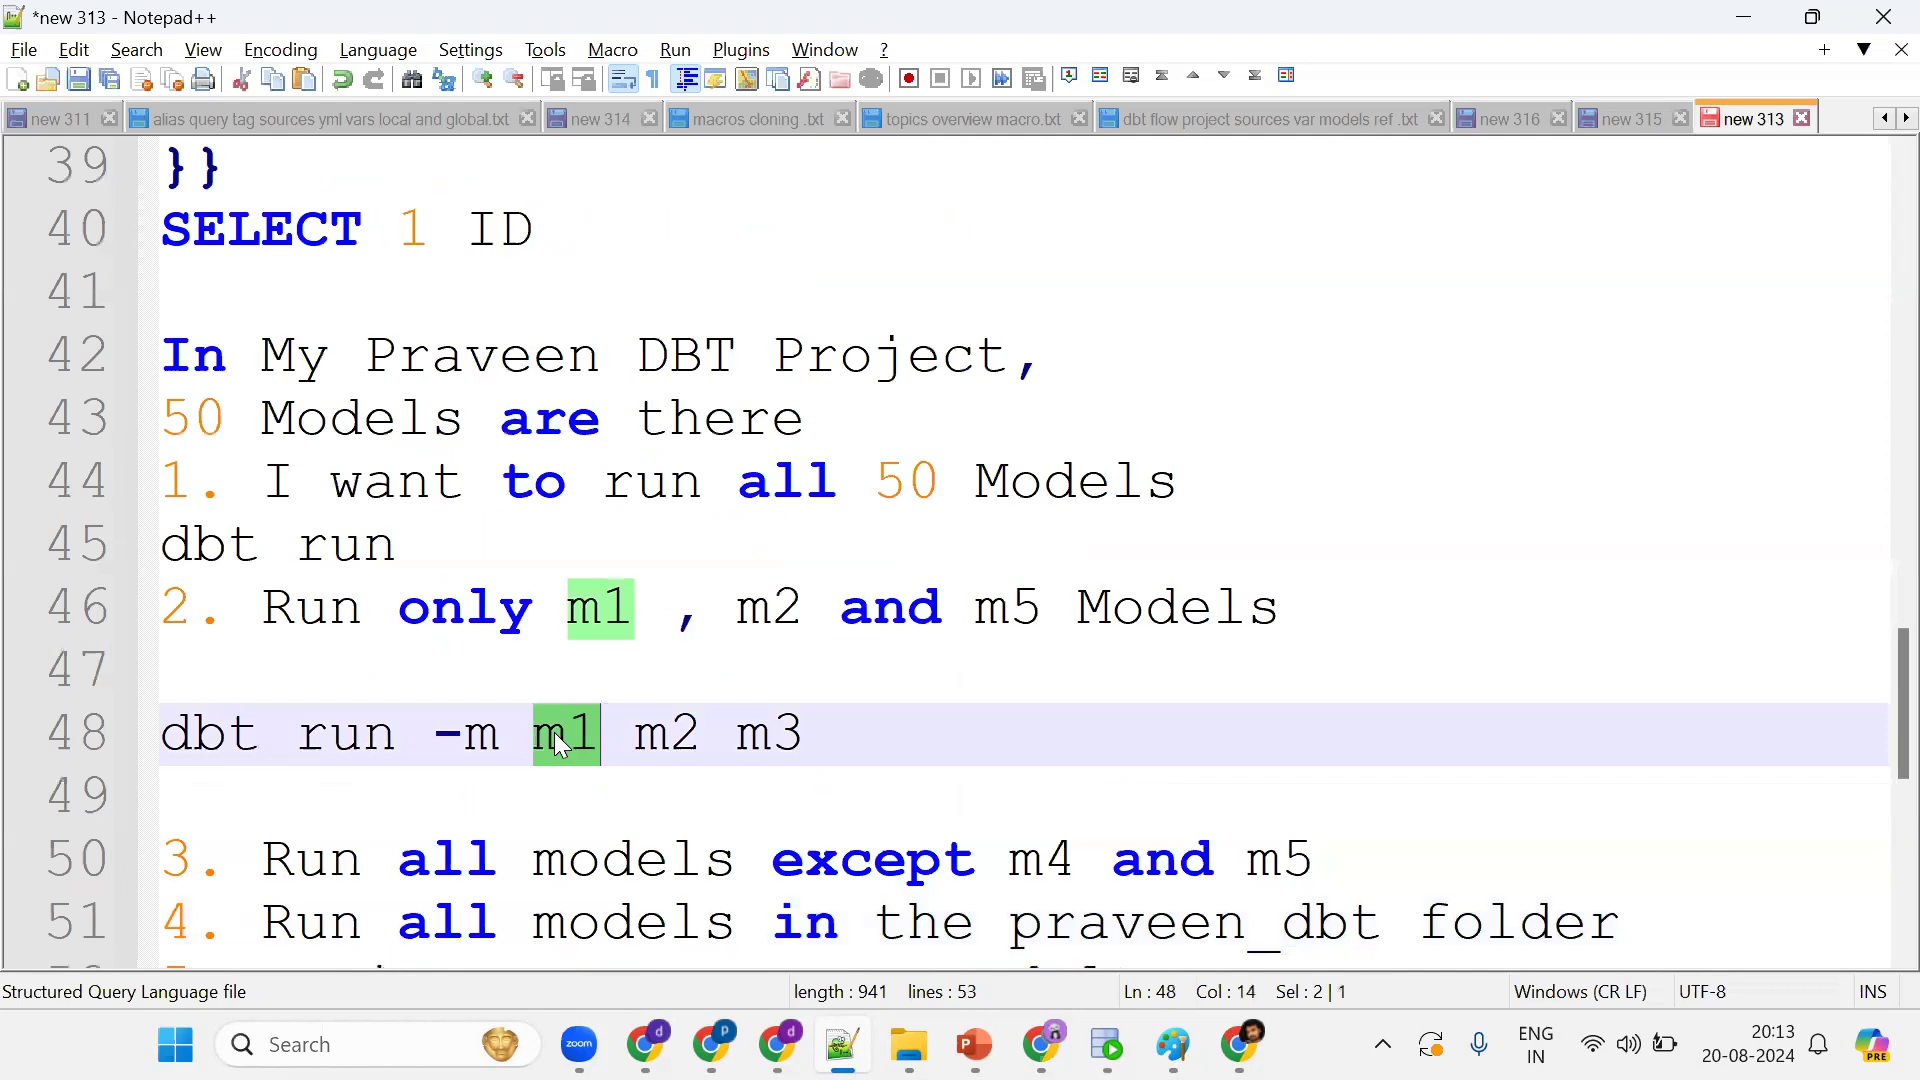 *new 313 - Notepad++
File Edit Search View Encoding Language Settings Tools Macro Run Plugins Window ?
new 311 alias query tag sources yml vars local and global.txt new 314 macros cloning .txt topics overview macro.txt dbt flow project sources var models ref .txt new 316 new 315 new 313
39 }}
40 SELECT 1 ID
41
42 In My Praveen DBT Project,
43 50 Models are there
44 1. I want to run all 50 Models
45 dbt run
46 2. Run only m1 , m2 and m5 Models
47
48 dbt run -m m1 m2 m3
49
50 3. Run all models except m4 and m5
51 4. Run all models in the praveen_dbt folder
Structured Query Language file length : 941 lines : 53 Ln : 48 Col : 14 Sel : 2 | 1 Windows (CR LF) UTF-8 INS
Search zoom d P d P ENG 20:13
IN 20-08-2024 PRE